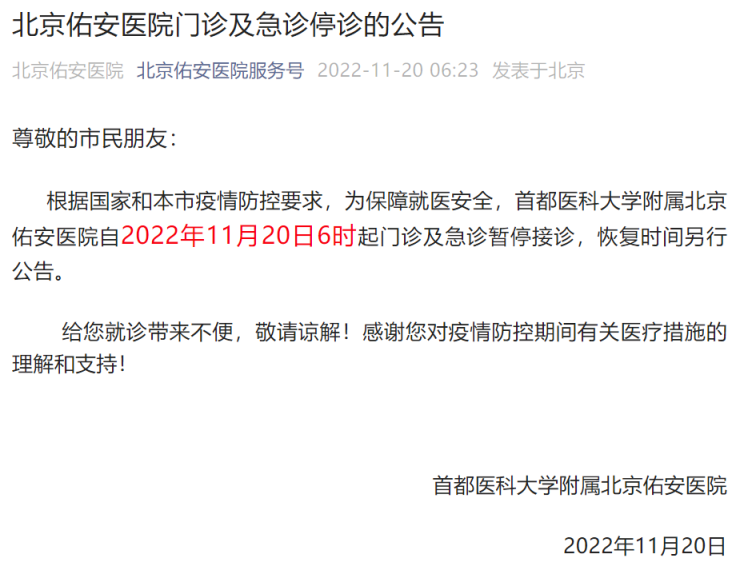 北京佑安医院门诊及急诊停诊的公告
北京佑安医院 北京佑安医院服务号 2022-11-20 06:23 发表于北京
尊敬的市民朋友：
根据国家和本市疫情防控要求，为保障就医安全，首都医科大学附属北京
佑安医院自2022年11月20日6时起门诊及急诊暂停接诊，恢复时间另行
公告。
给您就诊带来不便，敬请谅解！感谢您对疫情防控期间有关医疗措施的
理解和支持！
首都医科大学附属北京佑安医院
2022年11月20日